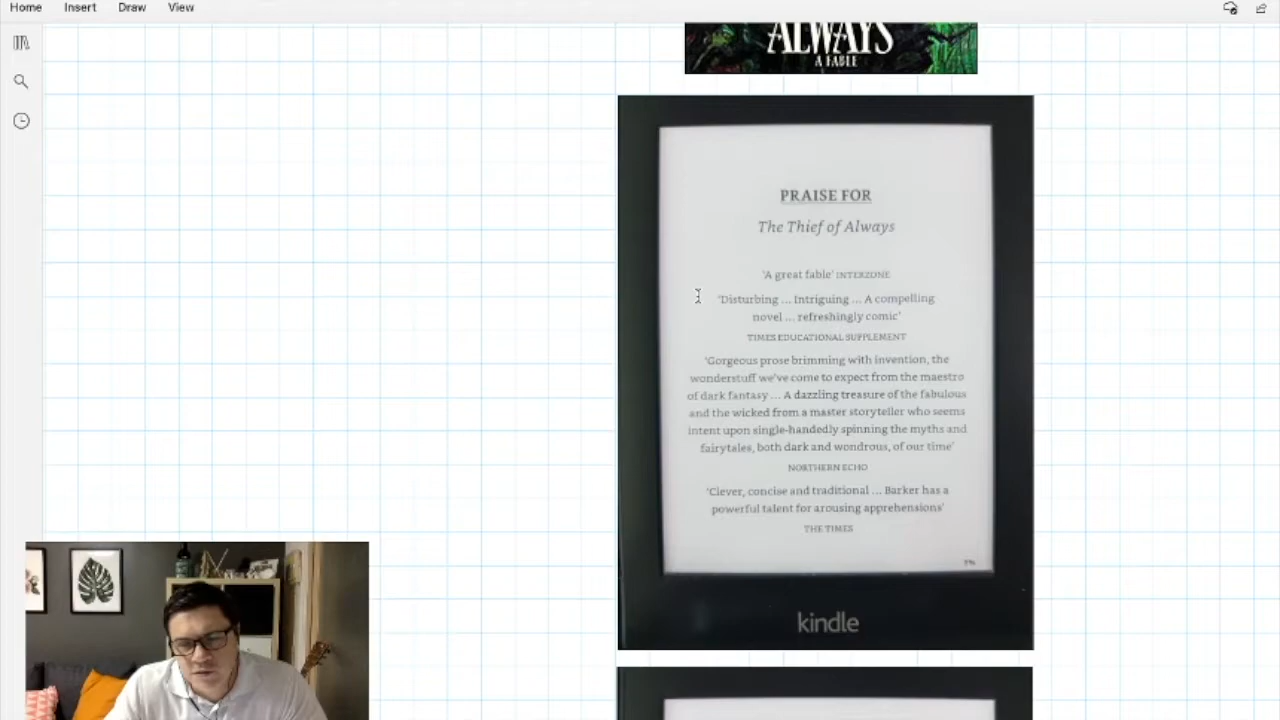 Home Insert Draw View
ALWAYS
A FABLE
PRAISE FOR
The Thief of Always
'A great fable' INTERZONE
'Disturbing ... Intriguing ... A compelling
novel ... refreshingly comic'
TIMES EDUCATIONAL SUPPLEMENT
'Gorgeous prose brimming with invention, the
wonderstuff we've come to expect from the maestro
of dark fantasy ... A dazzling treasure of the fabulous
and the wicked from a master storyteller who seems
intent upon single-handedly spinning the myths and
fairytales, both dark and wondrous, of our time'
NORTHERN ECHO
'Clever, concise and traditional ... Barker has a
powerful talent for arousing apprehensions'
THE TIMES
kindle